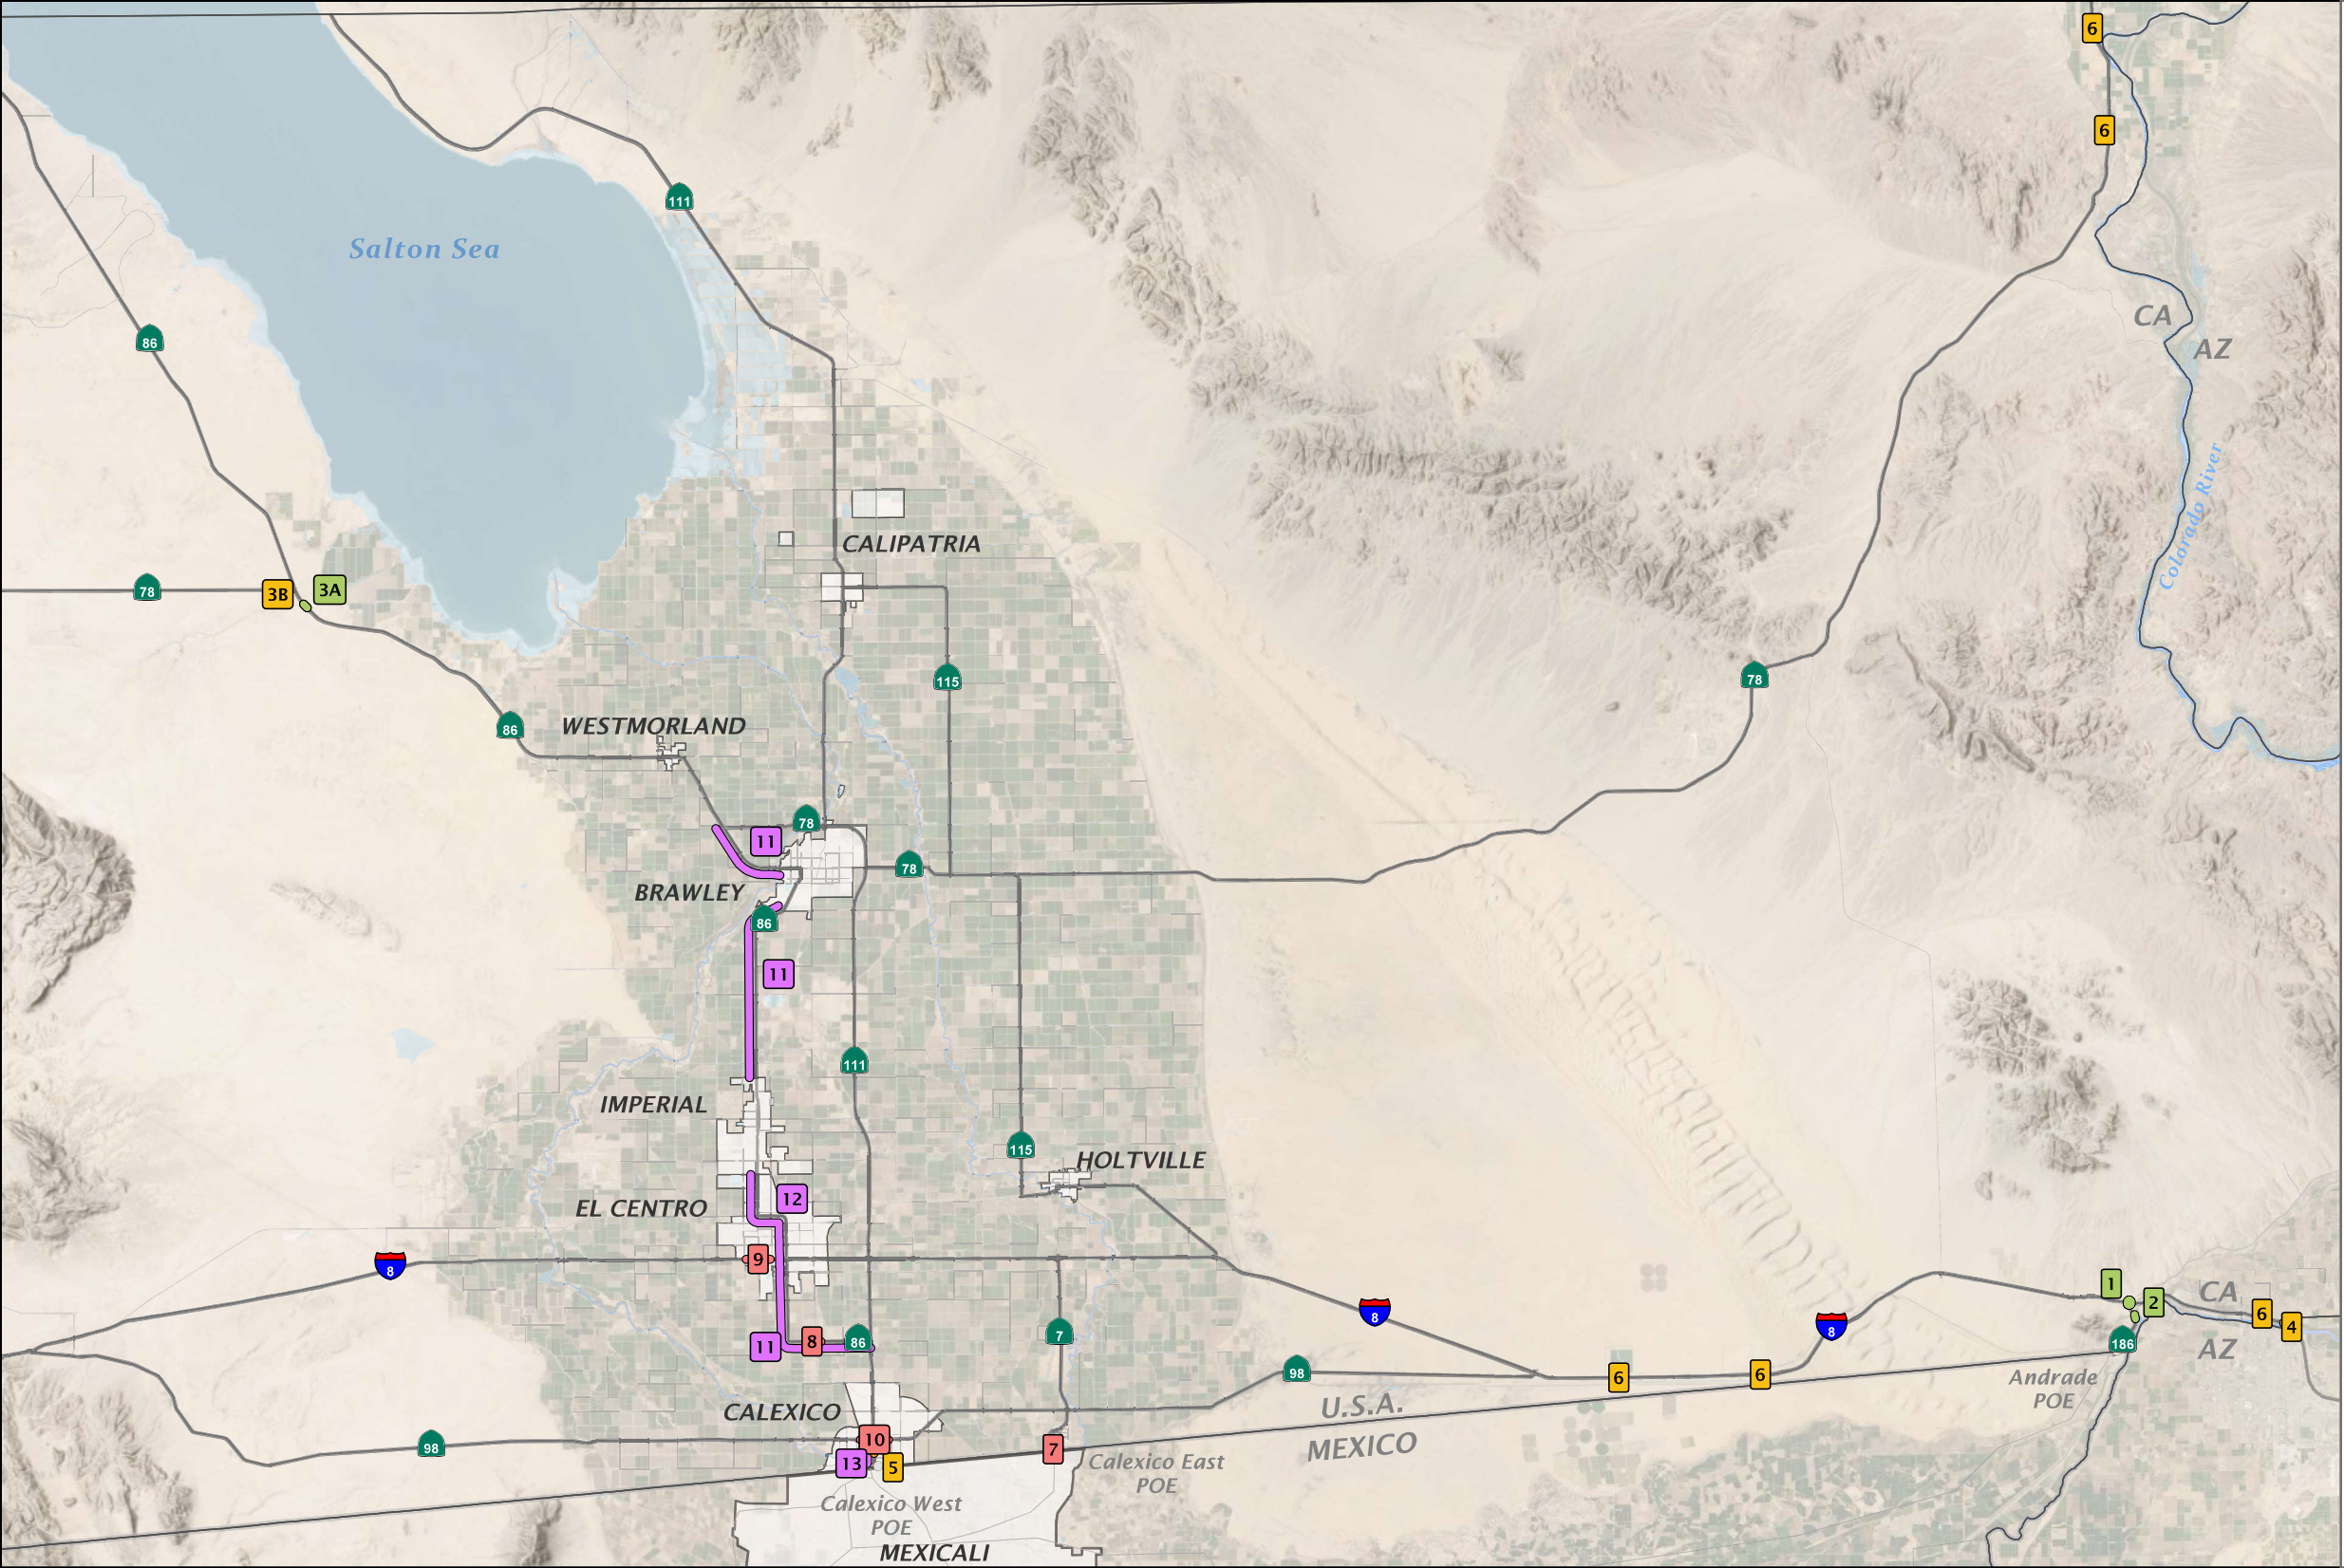 6
6
111
Salton Sea
86
CA
AZ
Colorado River
CALIPATRIA
78
3B
3A
115
78
86
WESTMORLAND
78
11
78
BRAWLEY
86
11
111
IMPERIAL
115
HOLTVILLE
12
EL CENTRO
9
8
8
8
1
2
CA
6
4
AZ
186
11
8
86
7
98
6
6
Andrade
POE
U.S.A.
MEXICO
CALEXICO
98
10
13
5
7
Calexico East
POE
Calexico West
POE
MEXICALI